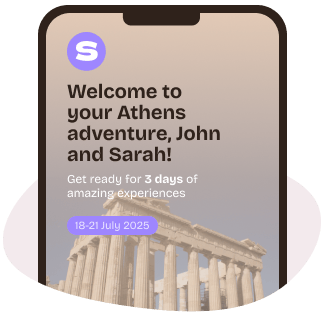 S
Welcome to
your Athens
adventure, John
and Sarah!
Get ready for 3 days of
amazing experiences
18-21 July 2025